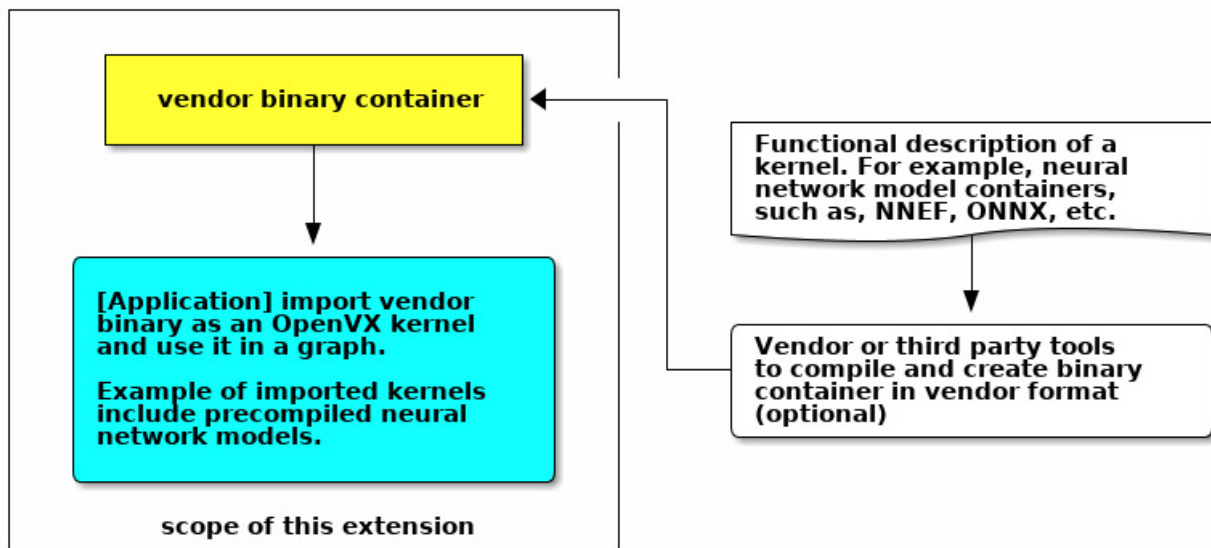 vendor binary container
[Application] import vendor
binary as an OpenVX kernel
and use it in a graph.
Example of imported kernels
include precompiled neural
network models.
scope of this extension
Functional description of a
kernel. For example, neural
network model containers,
such as, NNEF, ONNX, etc.
Vendor or third party tools
to compile and create binary
container in vendor format
(optional)